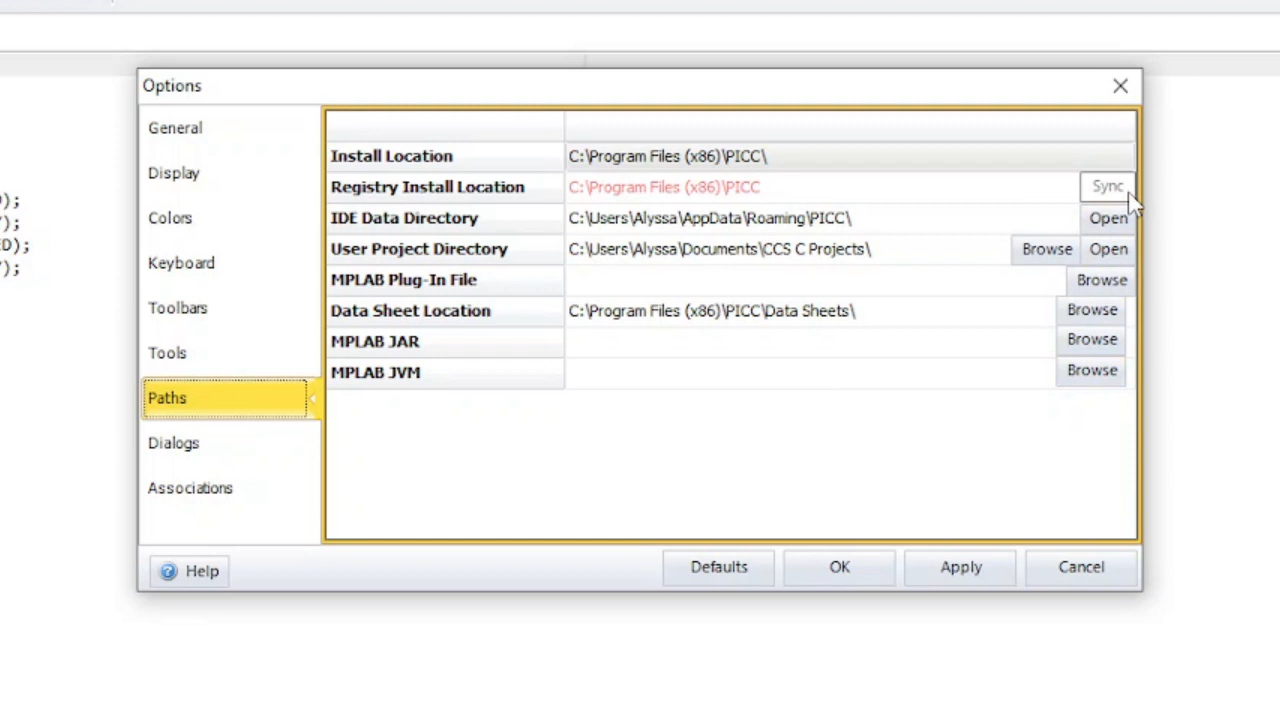 Options
General
Display
Colors
Keyboard
Toolbars
Tools
Paths
Dialogs
Associations
Install Location C:\Program Files (x86)\PICC\
Registry Install Location C:\Program Files (x86)\PICC Sync
IDE Data Directory C:\Users\Alyssa\AppData\Roaming\PICC\ Open
User Project Directory C:\Users\Alyssa\Documents\CCS C Projects\ Browse Open
MPLAB Plug-In File Browse
Data Sheet Location C:\Program Files (x86)\PICC\Data Sheets\ Browse
MPLAB JAR Browse
MPLAB JVM Browse
Help Defaults OK Apply Cancel
);
');
D);
');